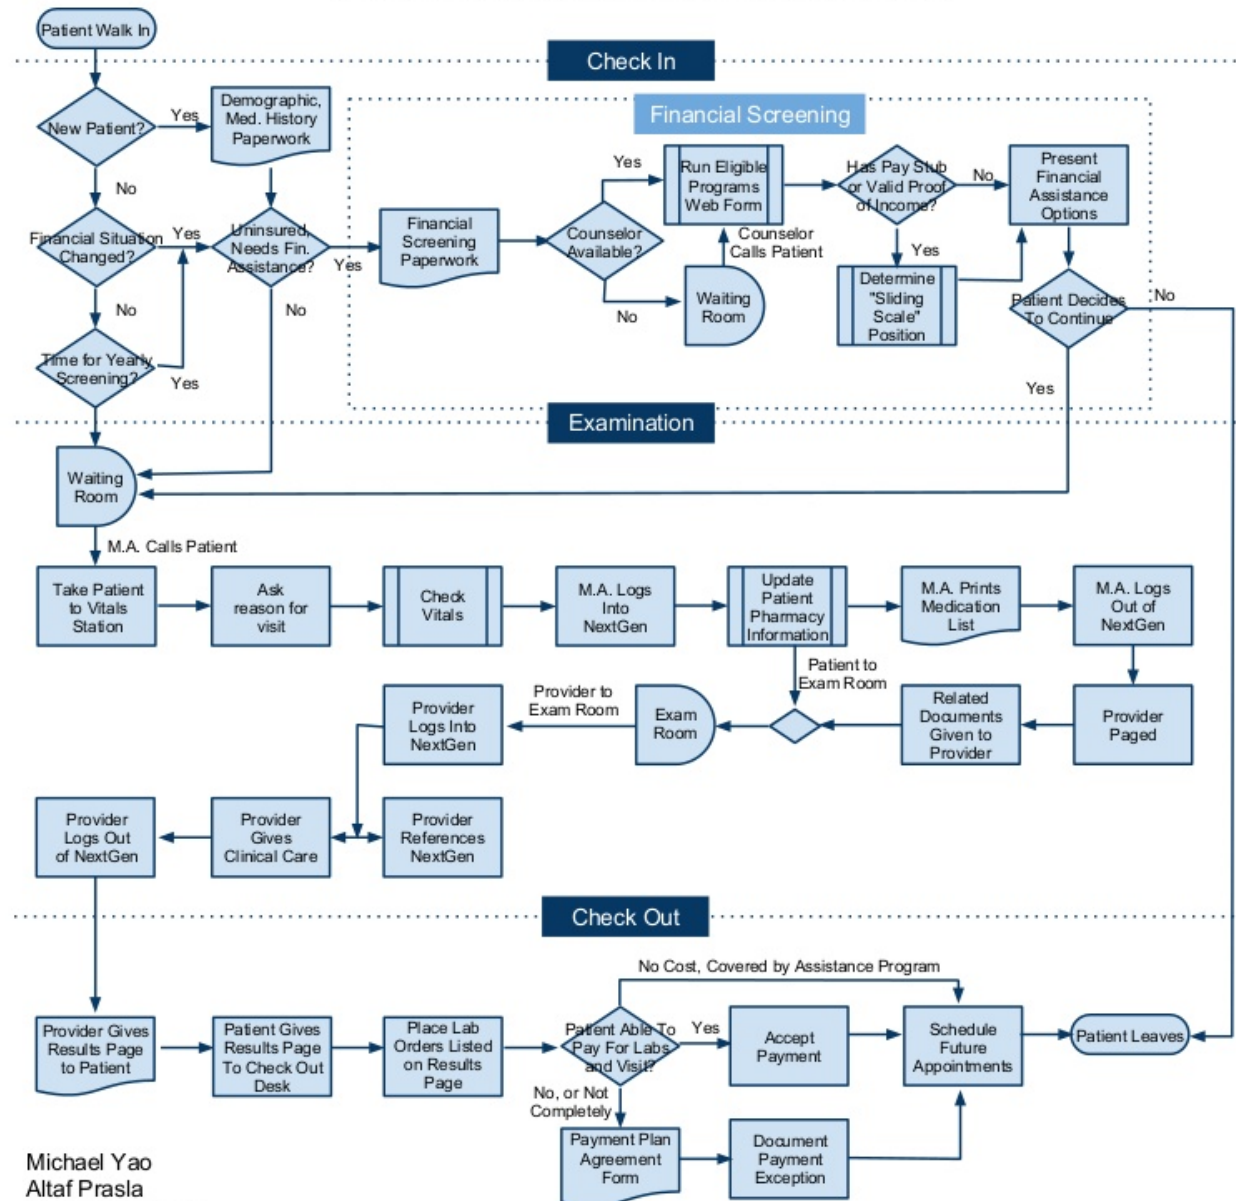 Patient Walk In
Check In
New Patient?
Yes
Demographic,
Med. History
Paperwork
Financial Screening
No
Financial Situation
Changed?
Yes
Uninsured,
Needs Fin.
Assistance?
Yes
No
Financial
Screening
Paperwork
Counselor
Available?
Yes
No
Run Eligible
Programs
Web Form
Counselor
Calls Patient
Waiting
Room
Has Pay Stub
or Valid Proof
of Income?
No
Yes
Determine
"Sliding
Scale"
Position
Present
Financial
Assistance
Options
Patient Decides
To Continue
No
Yes
No
Time for Yearly
Screening?
Yes
Examination
Waiting
Room
M.A. Calls Patient
Take Patient
to Vitals
Station
Ask
reason for
visit
Check
Vitals
M.A. Logs
Into
NextGen
Update
Patient
Pharmacy
Information
M.A. Prints
Medication
List
M.A. Logs
Out of
NextGen
Patient to
Exam Room
Provider
Paged
Related
Documents
Given to
Provider
Exam
Room
Provider to
Exam Room
Provider
Logs Into
NextGen
Provider
Logs Out
of NextGen
Provider
Gives
Clinical Care
Provider
References
NextGen
Check Out
No Cost, Covered by Assistance Program
Provider Gives
Results Page
to Patient
Patient Gives
Results Page
To Check Out
Desk
Place Lab
Orders Listed
on Results
Page
Patient Able To
Pay For Labs
and Visit?
Yes
Accept
Payment
Schedule
Future
Appointments
Patient Leaves
No, or Not
Completely
Payment Plan
Agreement
Form
Document
Payment
Exception
Michael Yao
Altaf Prasla